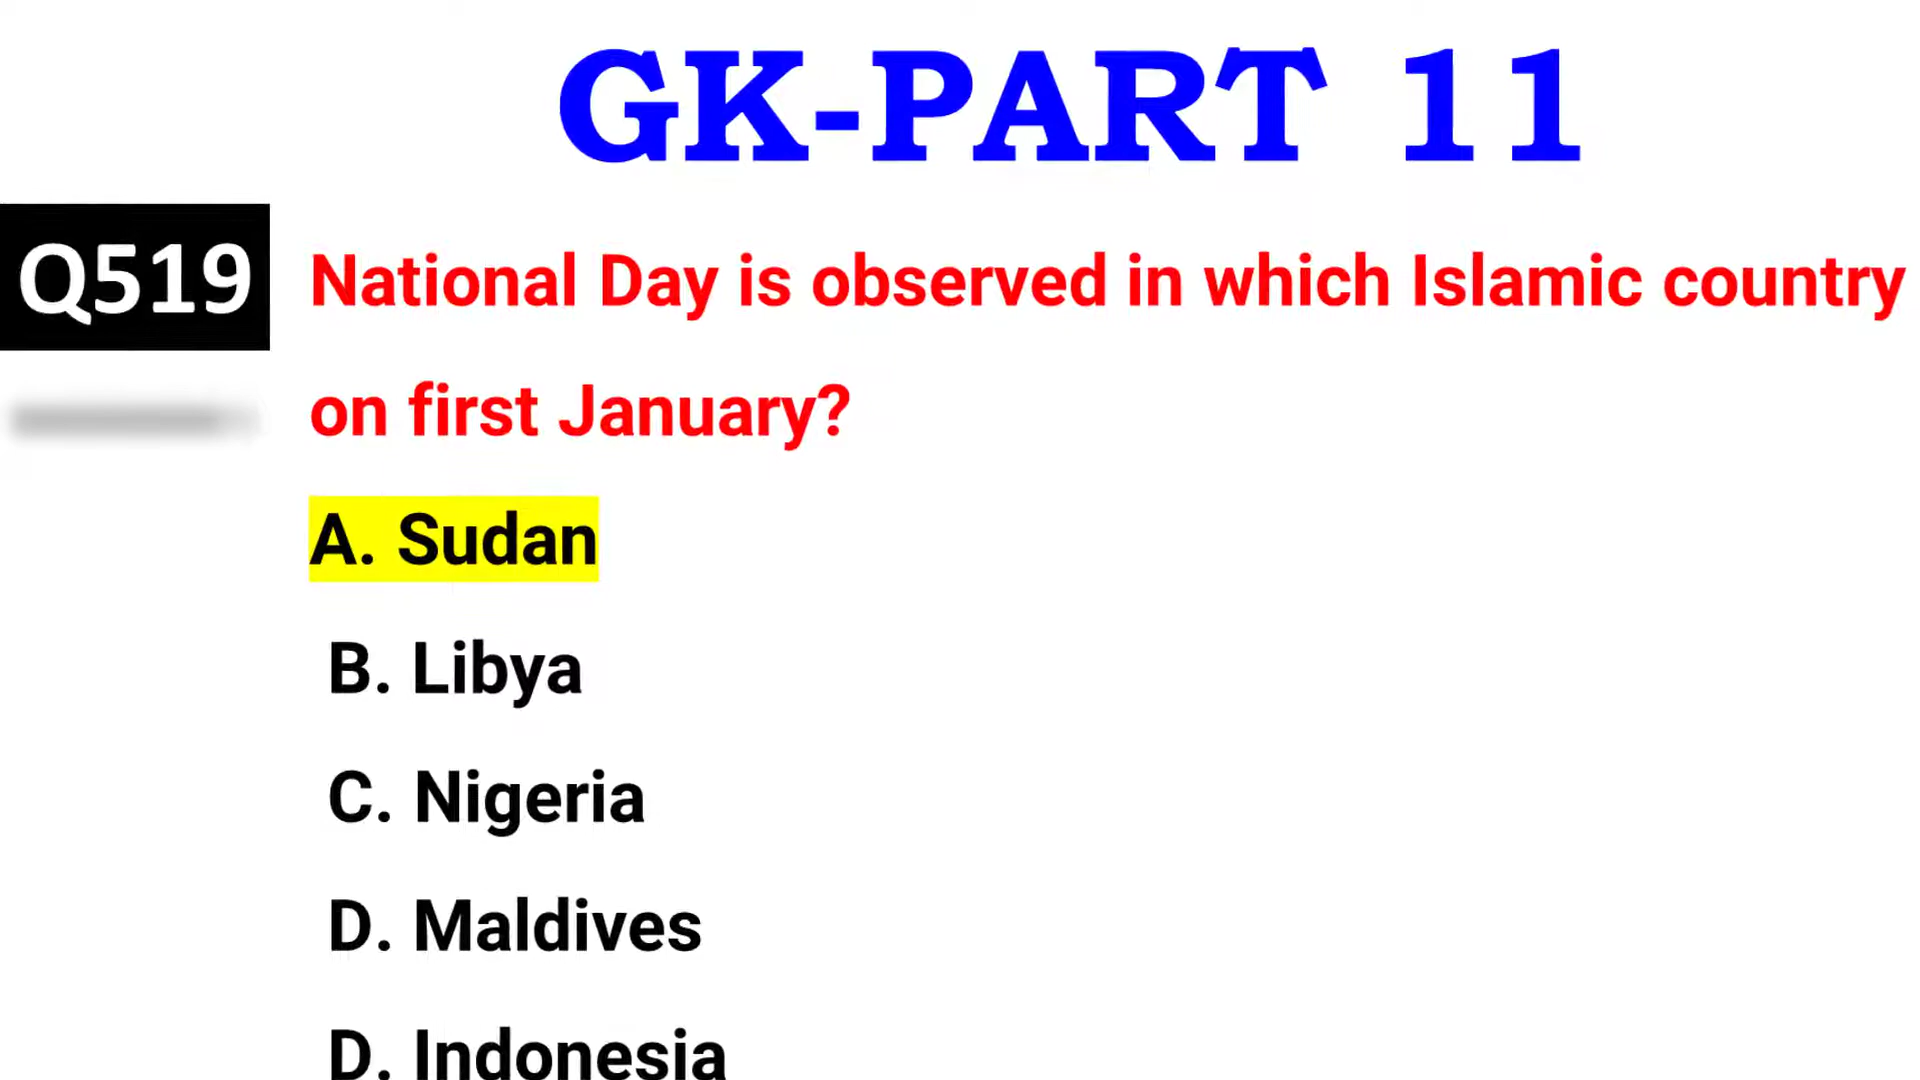 GK-PART 11
Q519 National Day is observed in which Islamic country
on first January?
A. Sudan
B. Libya
C. Nigeria
D. Maldives
D. Indonesia